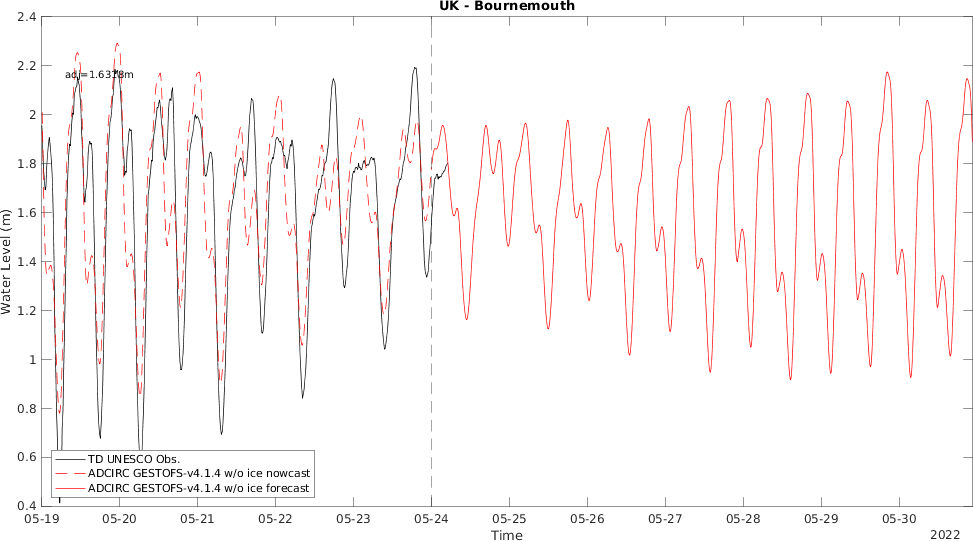 UK - Bournemouth
2.4
2.2
2
1.8
1.6
1.4
1.2
1
0.8
0.6
0.4
Water Level (m)
TD UNESCO Obs.
ADCIRC GESTOFS-v4.1.4 w/o ice nowcast
ADCIRC GESTOFS-v4.1.4 w/o ice forecast
05-19 05-20 05-21 05-22 05-23 05-24 05-25 05-26 05-27 05-28 05-29 05-30
Time
2022